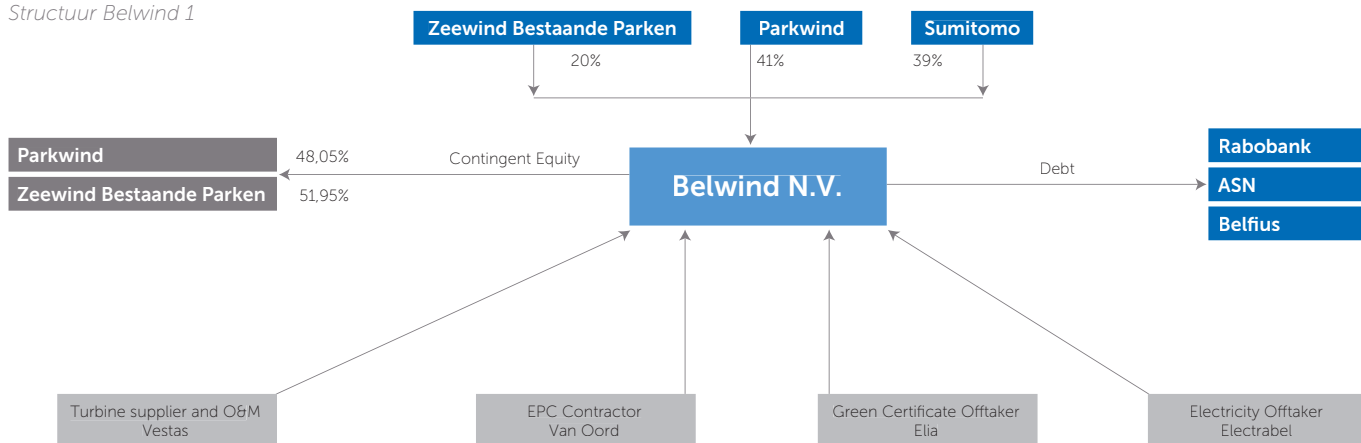 Structuur Belwind 1
Zeewind Bestaande Parken
Parkwind
Sumitomo
20%
41%
39%
Parkwind
48,05%
Zeewind Bestaande Parken
51,95%
Contingent Equity
Belwind N.V.
Debt
Rabobank
ASN
Belfius
Turbine supplier and O&M
Vestas
EPC Contractor
Van Oord
Green Certificate Offtaker
Elia
Electricity Offtaker
Electrabel